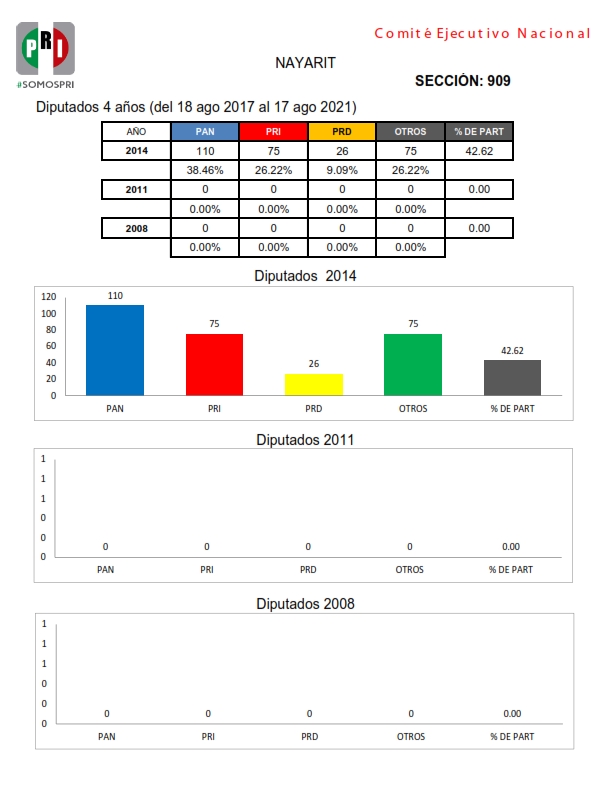 Comité Ejecutivo Nacional
PRI
#SOMOSPRI
NAYARIT
SECCIÓN: 909
Diputados 4 años (del 18 ago 2017 al 17 ago 2021)
AÑO PAN PRI PRD OTROS % DE PART
2014 110 75 26 75 42.62
38.46% 26.22% 9.09% 26.22%
2011 0 0 0 0 0.00
0.00% 0.00% 0.00% 0.00%
2008 0 0 0 0 0.00
0.00% 0.00% 0.00% 0.00%
Diputados 2014
120
100
80
60
40
20
0
110 75 26 75 42.62
PAN PRI PRD OTROS % DE PART
Diputados 2011
1
1
1
0
0
0
0 0 0 0 0.00
PAN PRI PRD OTROS % DE PART
Diputados 2008
1
1
1
0
0
0
0 0 0 0 0.00
PAN PRI PRD OTROS % DE PART